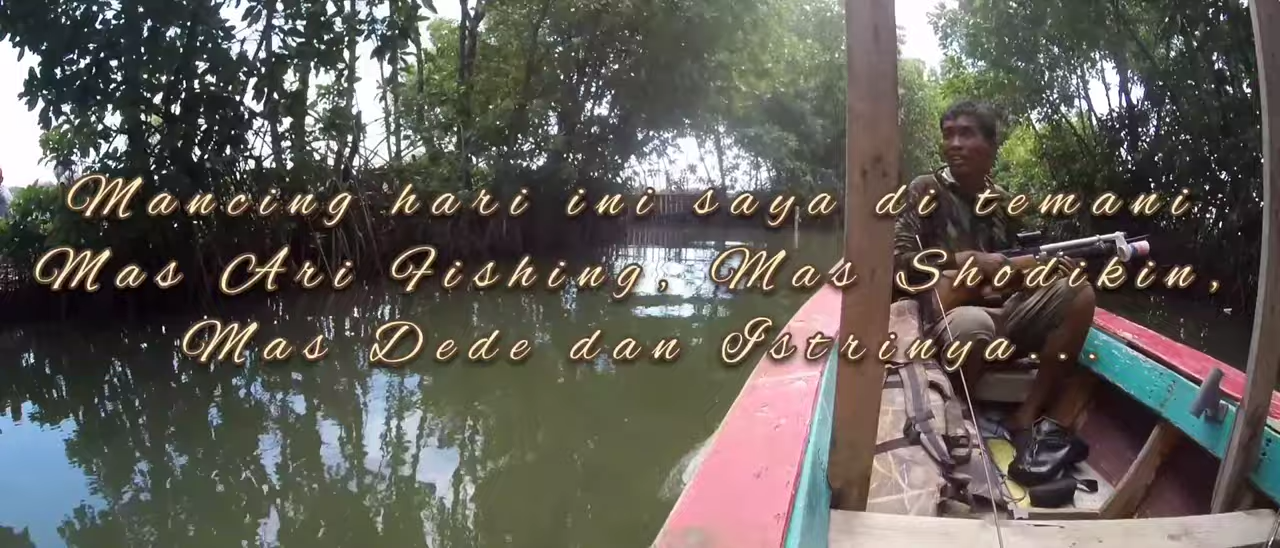 Mancing hari ini saya di temani
Mas Ari Fishing, Mas Shodikin,
Mas Dede dan Istrinya...